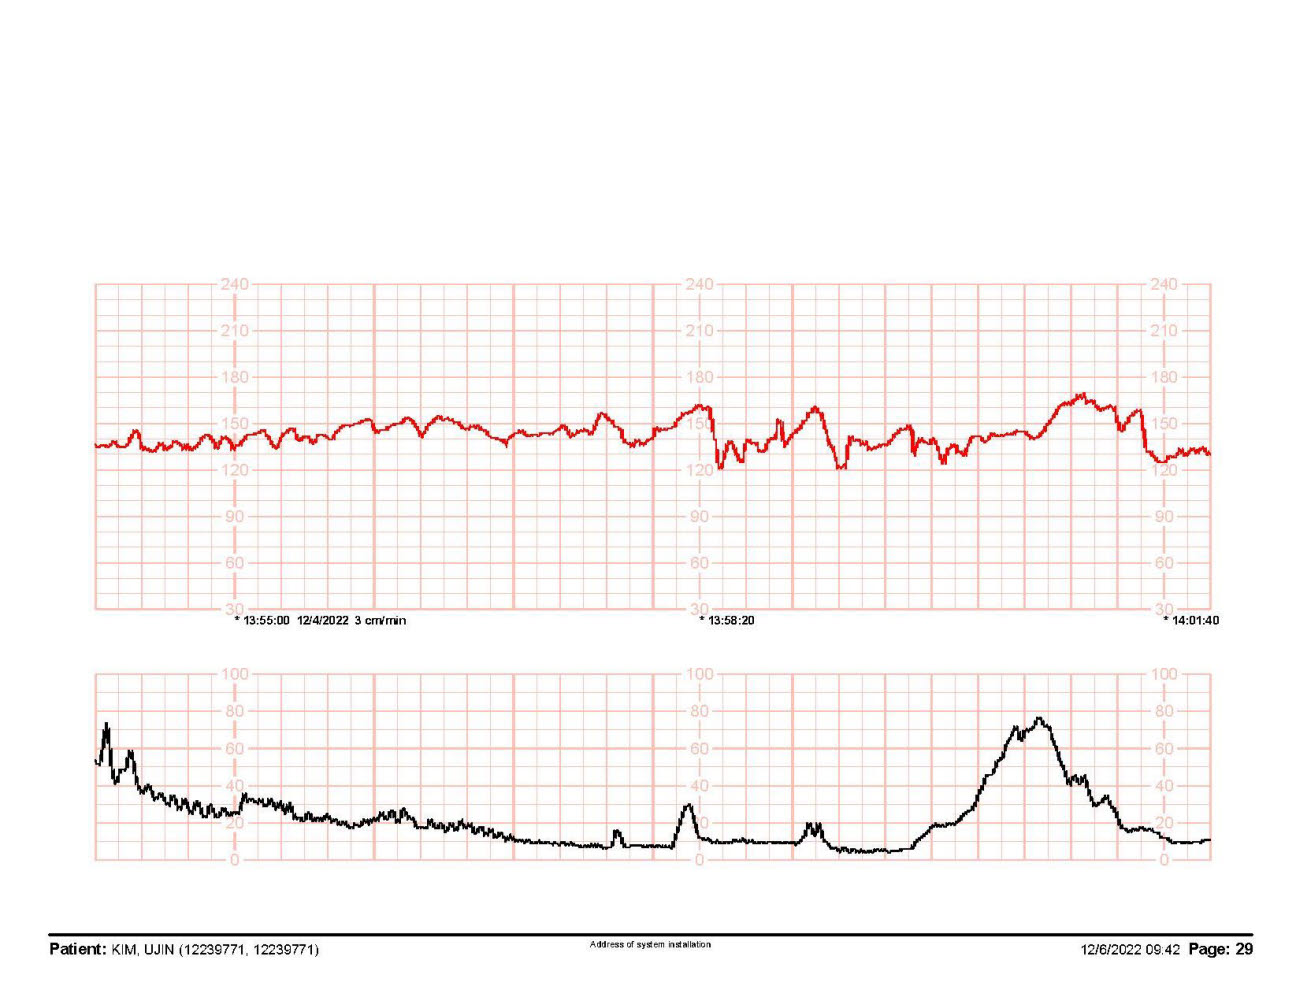 240 240 240
210 210 210
180 180 180
150 150 150
120 120 120
90 90 90
60 60 60
30 30 30
* 13:55:00 12/4/2022 3 cm/min * 13:58:20 * 14:01:40
100 100 100
80 80 80
60 60 60
40 40 40
20 20 20
0 0 0
Patient: KIM, UJIN (12239771, 12239771) Address of system installation 12/6/2022 09:42 Page: 29